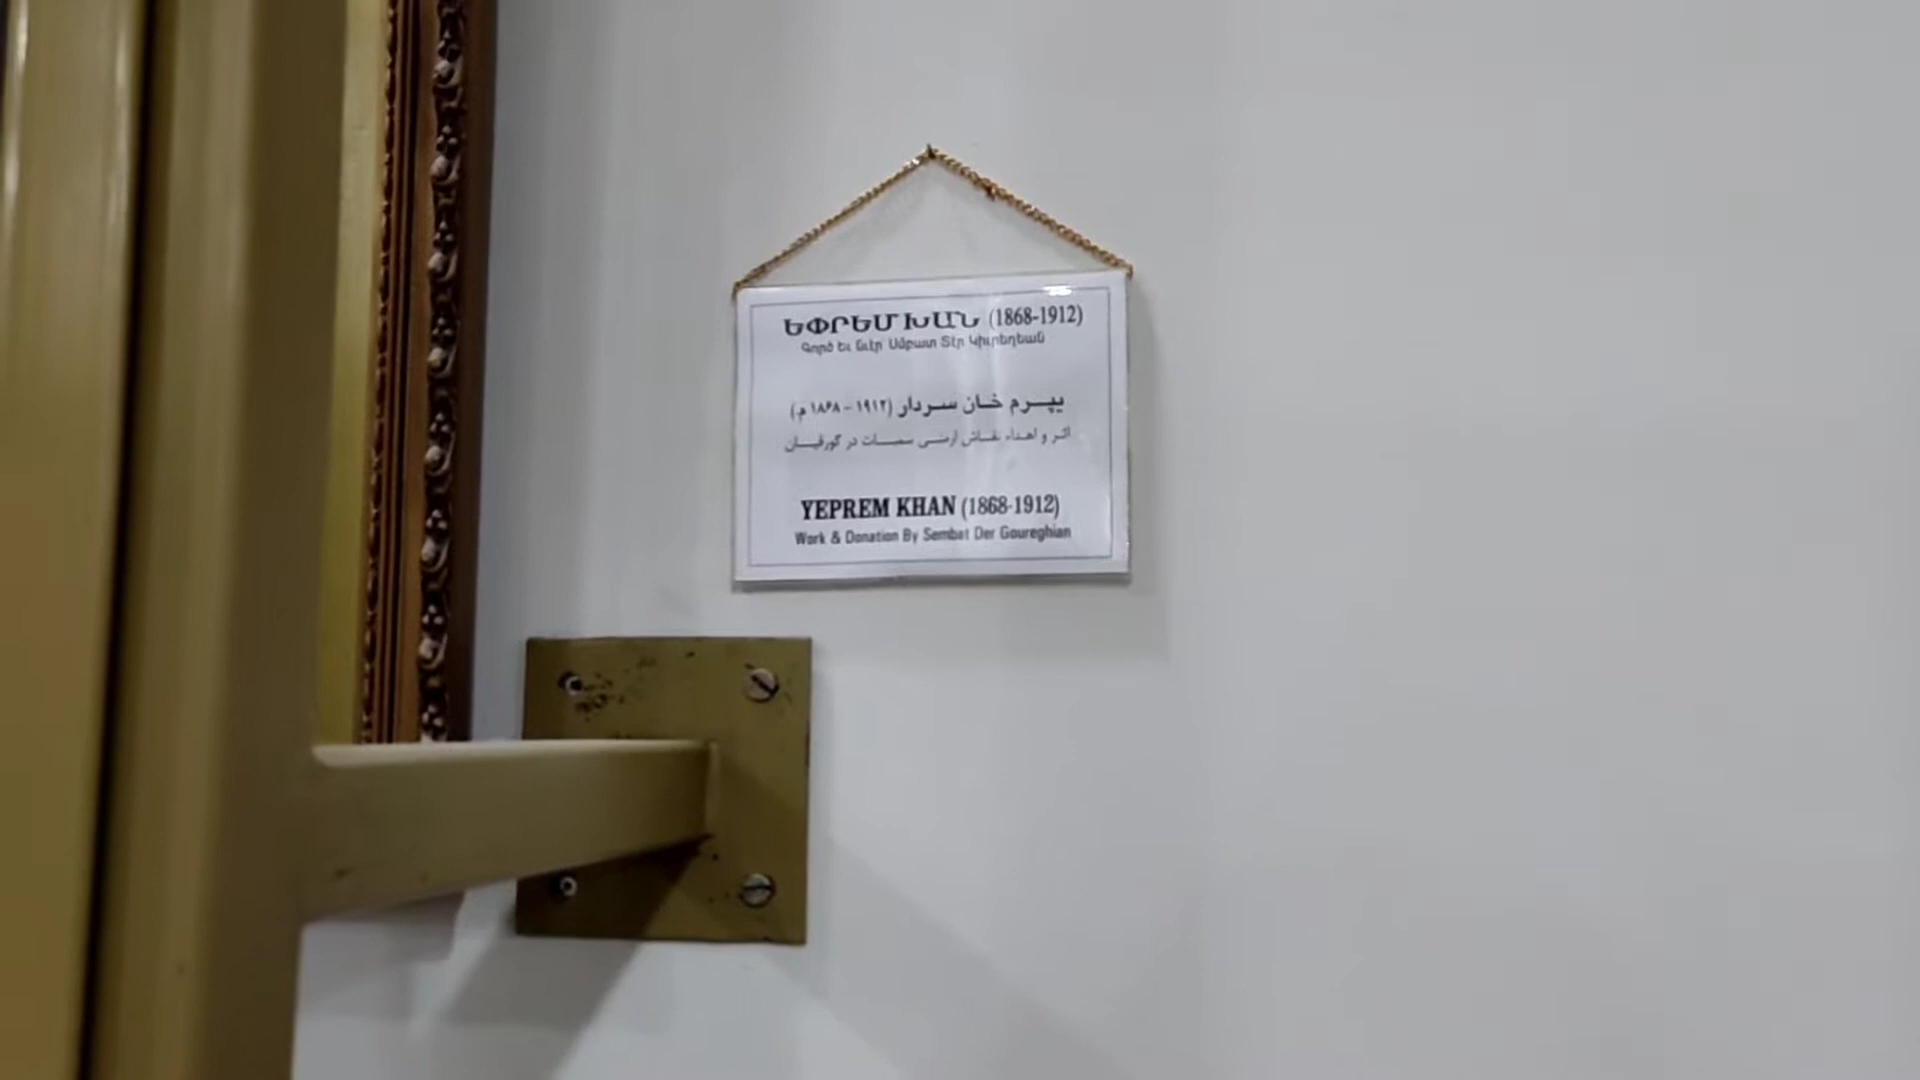 ԵՓՐԵՄ ԽԱՆ (1868-1912)
Գործ եւ նուէր Սմբատ Տէր Կիւրեղեան
یپرم خان سردار (۱۹۱۲ - ۱۸۶۸ م.)
اثر و اهداء نقاش ارمنی سمبات در گورقیان
YEPREM KHAN (1868-1912)
Work & Donation By Sembat Der Goureghian